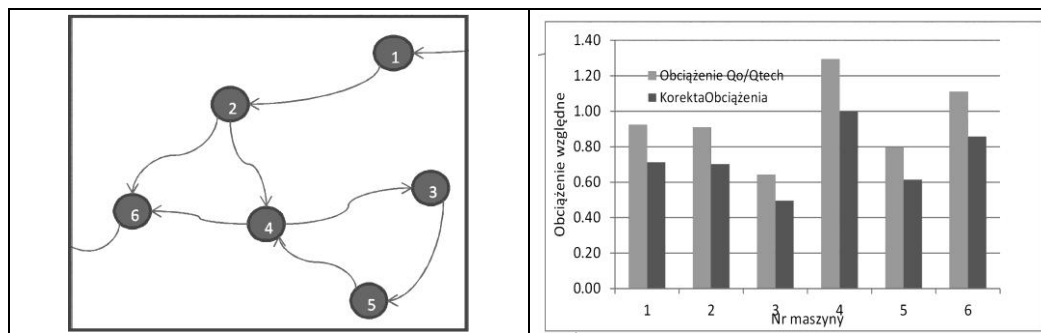 1
2
3
6
4
5
1.40
1.20
1.00
0.80
0.60
0.40
0.20
0.00
Obciążenie względne
Obciążenie Qo/Qtech
KorektaObciążenia
1 2 3 4 5 6
Nr maszyny